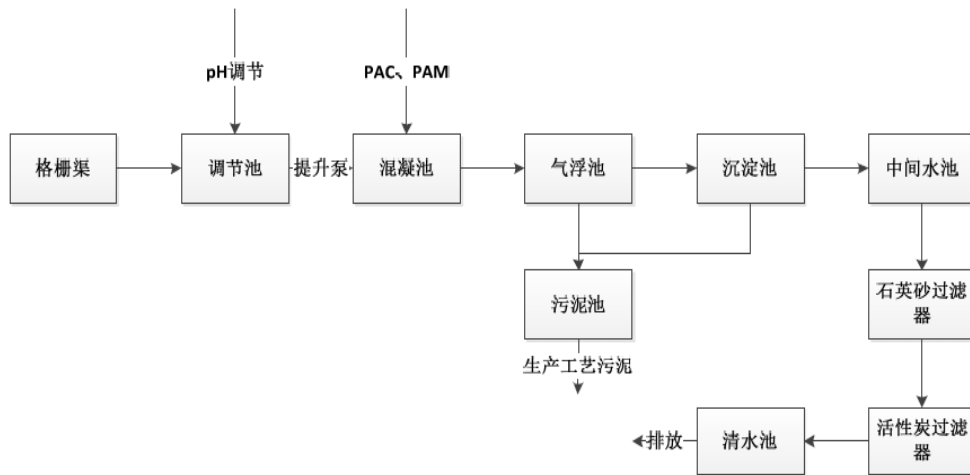 pH调节
PAC、PAM
格栅渠
调节池
提升泵
混凝池
气浮池
沉淀池
中间水池
污泥池
石英砂过滤
器
生产工艺污泥
排放
清水池
活性炭过滤
器